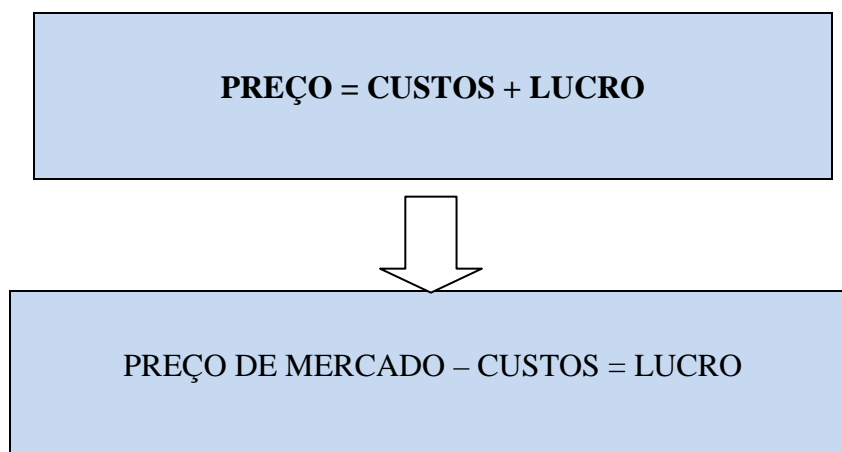 PREÇO = CUSTOS + LUCRO
PREÇO DE MERCADO – CUSTOS = LUCRO